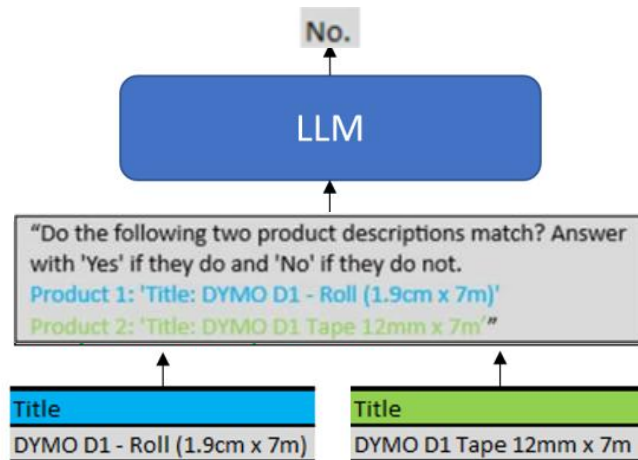 No.
LLM
“Do the following two product descriptions match? Answer
with 'Yes' if they do and 'No' if they do not.
Product 1: 'Title: DYMO D1 - Roll (1.9cm x 7m)'
Product 2: 'Title: DYMO D1 Tape 12mm x 7m'”
Title
DYMO D1 - Roll (1.9cm x 7m)
Title
DYMO D1 Tape 12mm x 7m